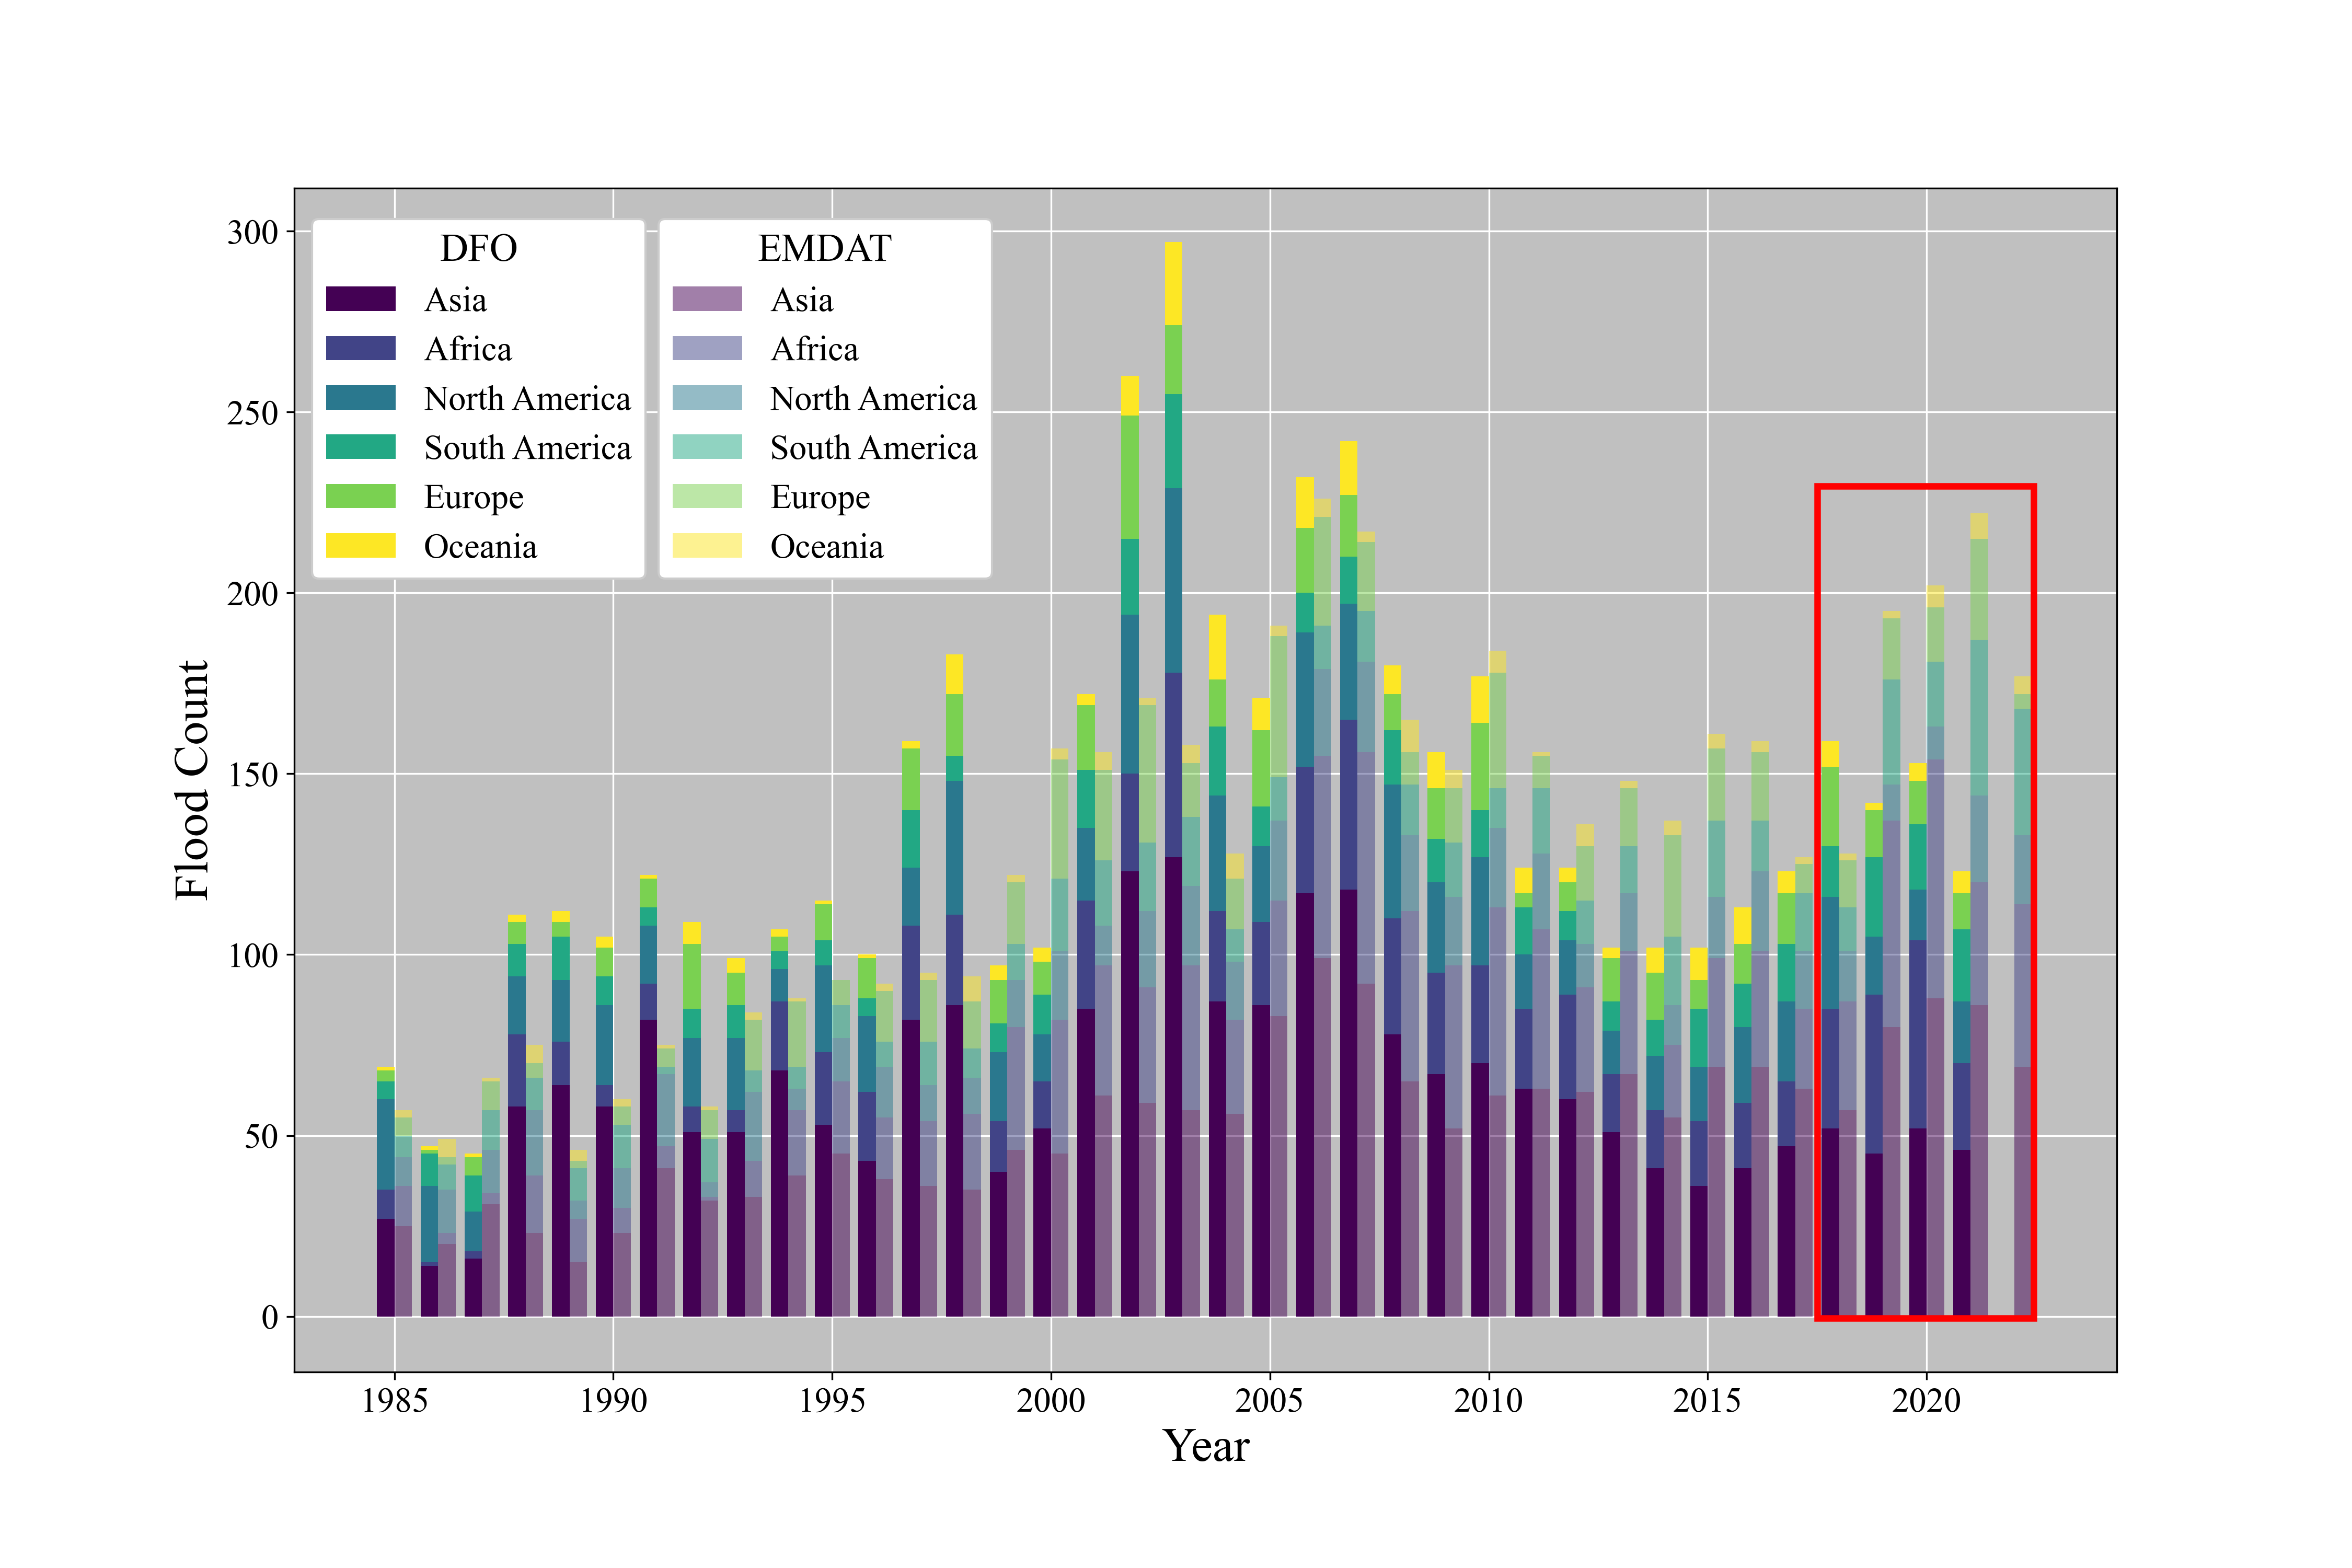 DFO
Asia
Africa
North America
South America
Europe
Oceania
EMDAT
Asia
Africa
North America
South America
Europe
Oceania
Flood Count
300
250
200
150
100
50
0
1985 1990 1995 2000 2005 2010 2015 2020
Year